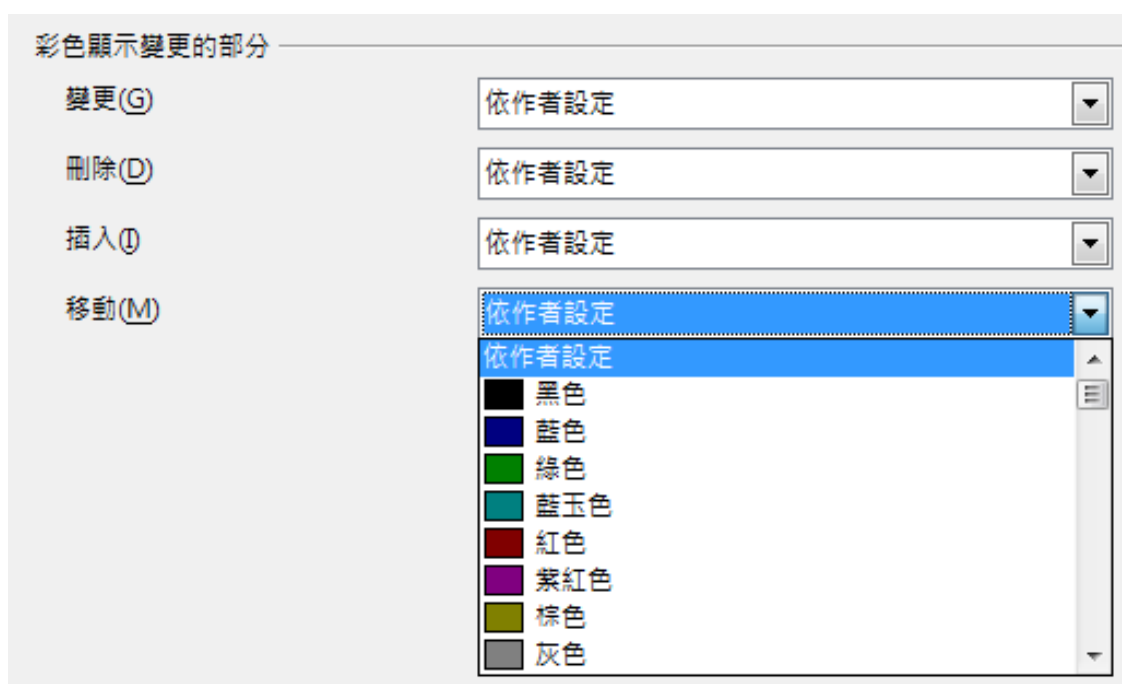 彩色顯示變更的部分
變更(G)
依作者設定
刪除(D)
依作者設定
插入(I)
依作者設定
移動(M)
依作者設定
依作者設定
黑色
藍色
綠色
藍玉色
紅色
紫紅色
棕色
灰色